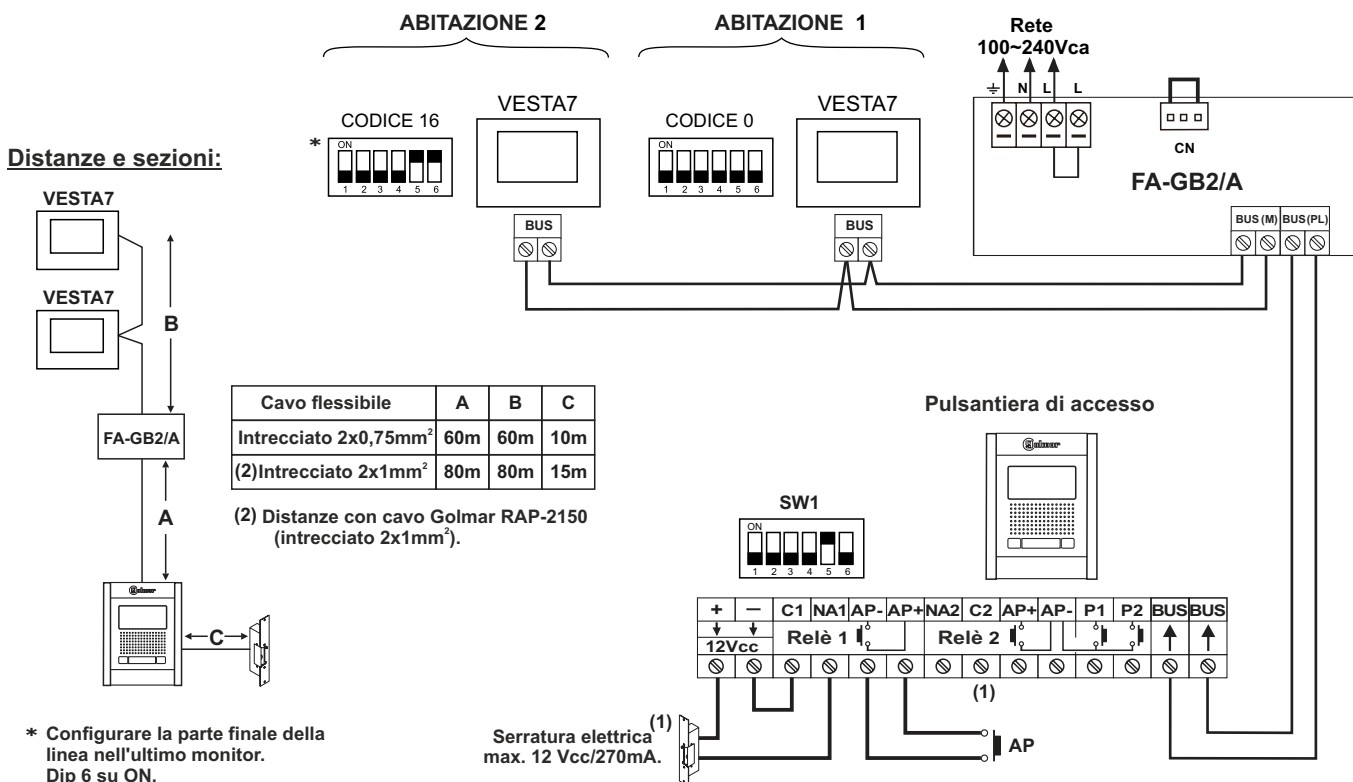 ABITAZIONE 2
ABITAZIONE 1
Rete
100~240Vca
N L L
CN
FA-GB2/A
BUS (M) BUS (PL)
VESTA7
CODICE 16
* ON
1 2 3 4 5 6
BUS
VESTA7
CODICE 0
ON
1 2 3 4 5 6
BUS
Distanze e sezioni:
VESTA7
VESTA7
B
FA-GB2/A
A
Golmar
C
Cavo flessibile A B C
Intrecciato 2x0,75mm² 60m 60m 10m
(2) Intrecciato 2x1mm² 80m 80m 15m
(2) Distanze con cavo Golmar RAP-2150
(intrecciato 2x1mm²).
Pulsantiera di accesso
Golmar
SW1
ON
1 2 3 4 5 6
+ — C1 NA1 AP- AP+ NA2 C2 AP+ AP- P1 P2 BUS BUS
12Vcc Relè 1 Relè 2
(1)
Serratura elettrica (1)
max. 12 Vcc/270mA.
AP
* Configurare la parte finale della
linea nell'ultimo monitor.
Dip 6 su ON.